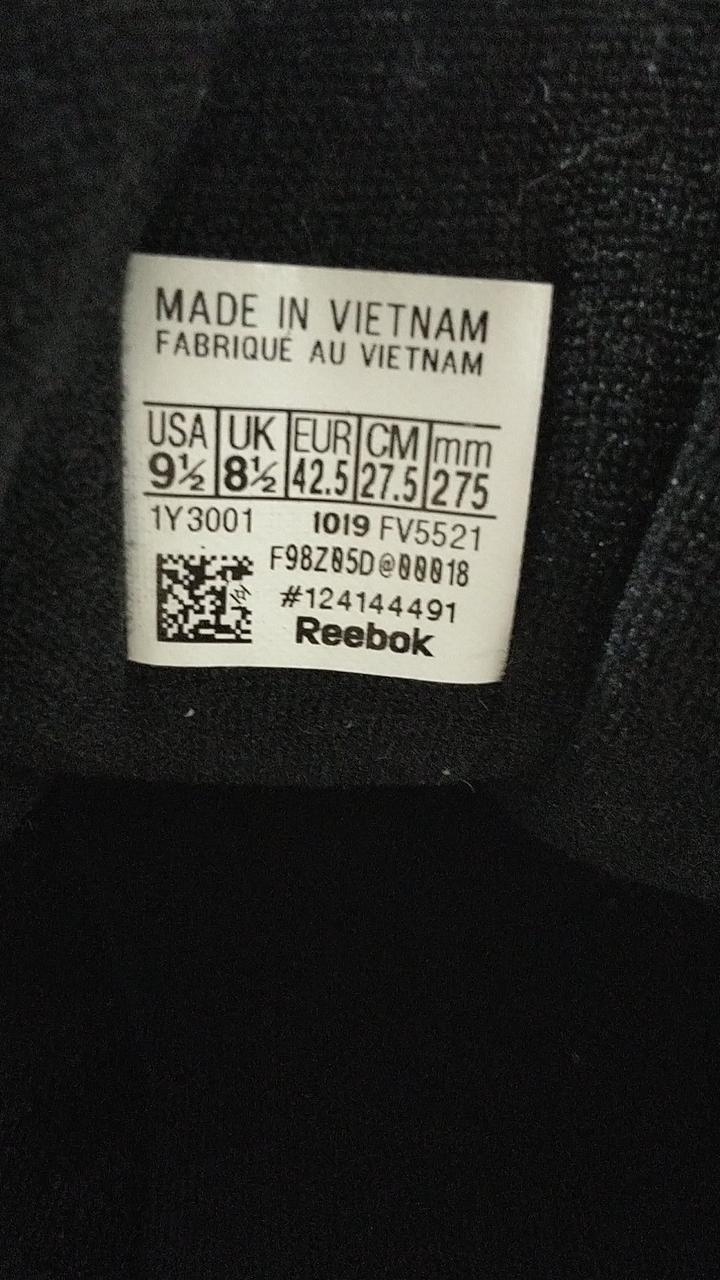 MADE IN VIETNAM
FABRIQUÉ AU VIETNAM
USA UK EUR CM mm
9½ 8½ 42.5 27.5 275
1Y3001 1019 FV5521
F98Z05D@00018
#124144491
Reebok